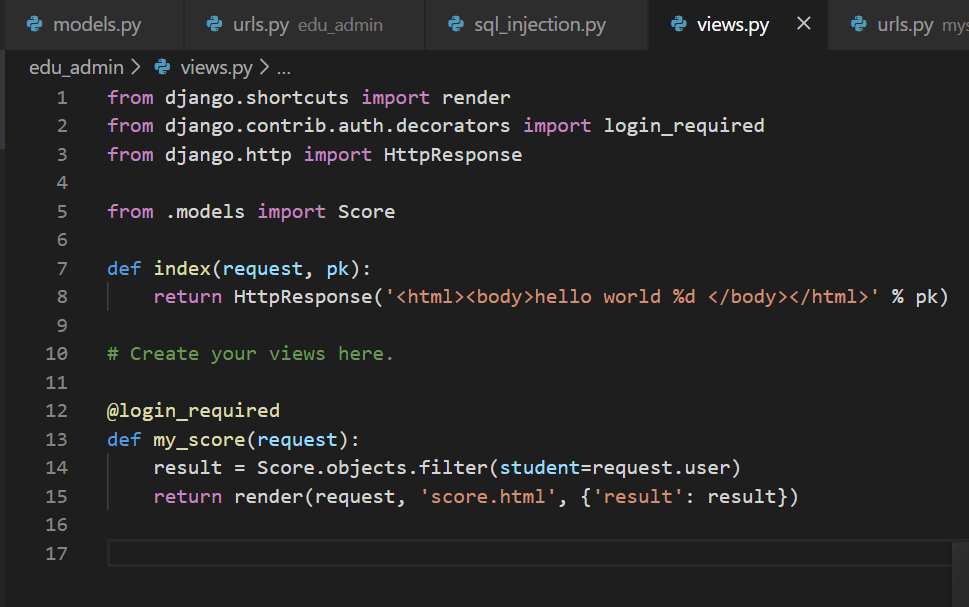 models.py urls.py edu_admin sql_injection.py views.py × urls.py
edu_admin > views.py > ...
1 from django.shortcuts import render
2 from django.contrib.auth.decorators import login_required
3 from django.http import HttpResponse
4
5 from .models import Score
6
7 def index(request, pk):
8     return HttpResponse('<html><body>hello world %d </body></html>' % pk)
9
10 # Create your views here.
11
12 @login_required
13 def my_score(request):
14     result = Score.objects.filter(student=request.user)
15     return render(request, 'score.html', {'result': result})
16
17